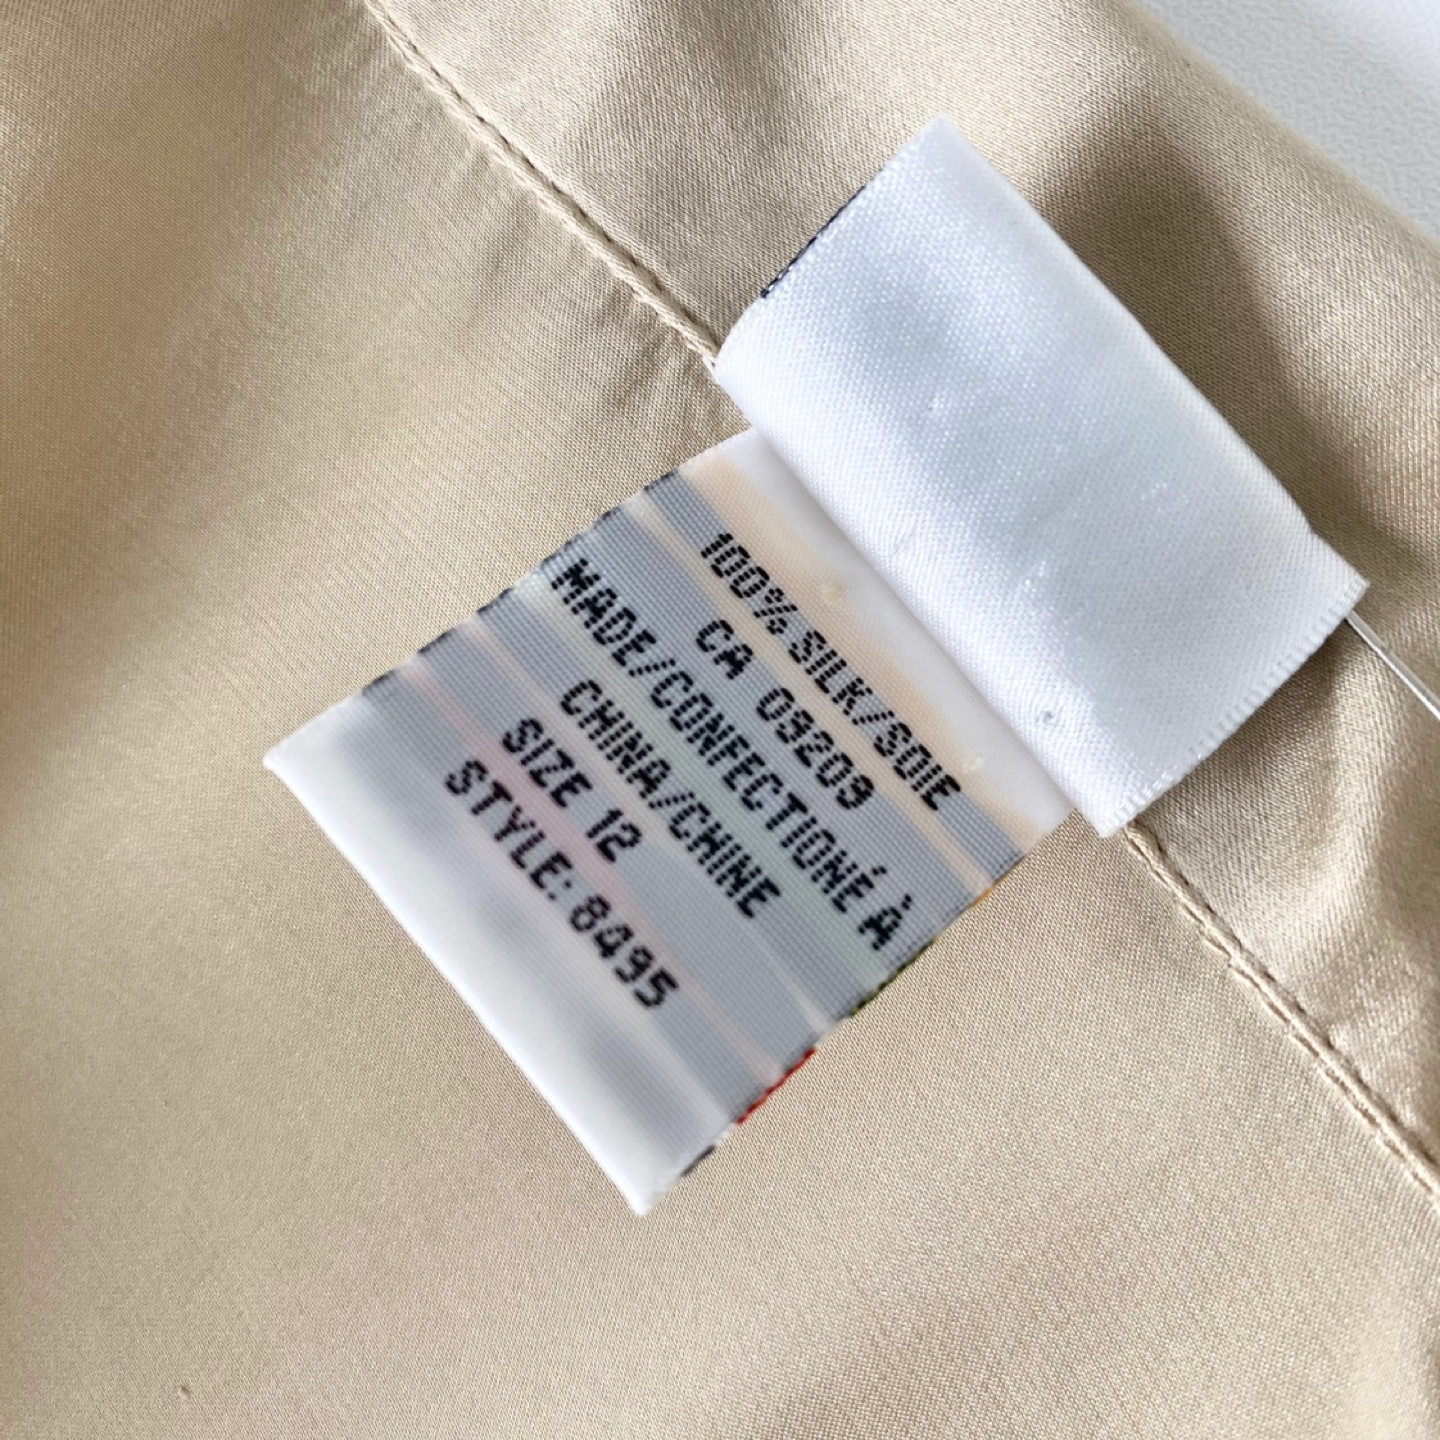 100% SILK/SOIE
CA 09209
MADE/CONFECTIONÉ À
CHINA/CHINE
SIZE 12
STYLE: 8495